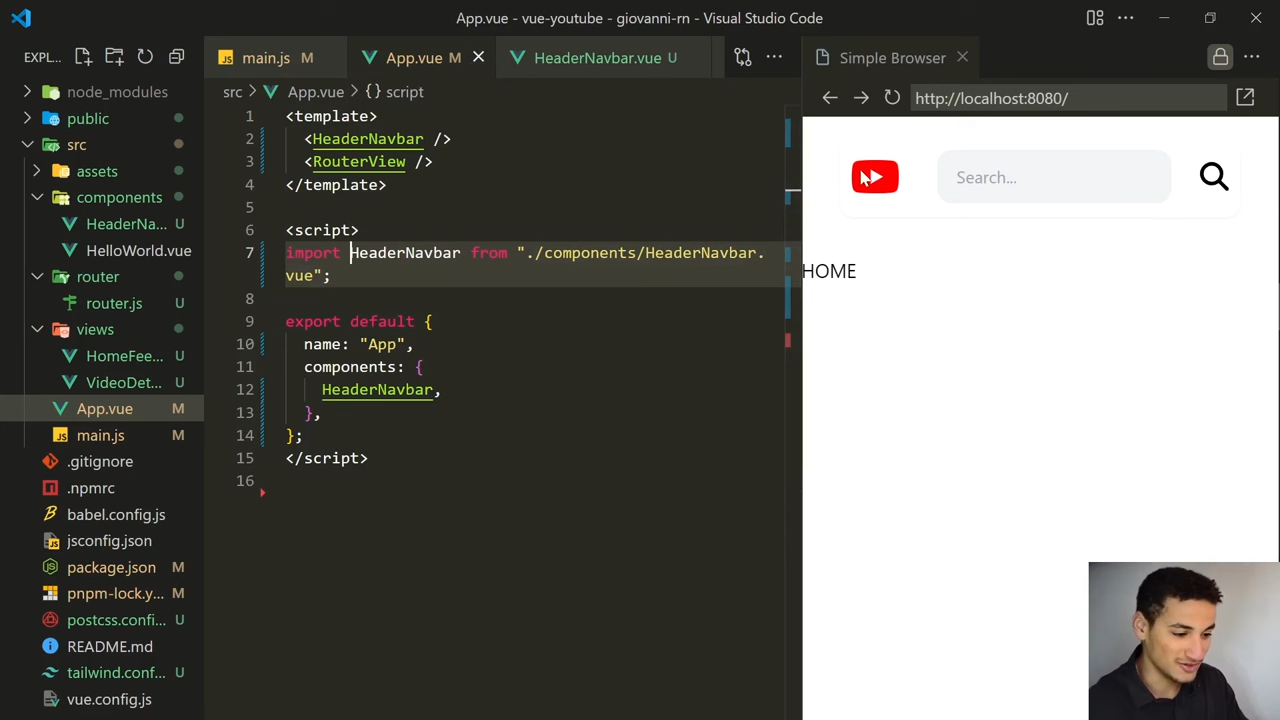 App.vue - vue-youtube - giovanni-rn - Visual Studio Code
EXPL...
main.js M
App.vue M
HeaderNavbar.vue U
Simple Browser
src > App.vue > {} script
http://localhost:8080/
node_modules
public
src
assets
components
HeaderNa... U
HelloWorld.vue
router
router.js U
views
HomeFee... U
VideoDet... U
App.vue M
main.js M
.gitignore
.npmrc
babel.config.js
jsconfig.json
package.json M
pnpm-lock.y... M
postcss.confi... U
README.md
tailwind.conf... U
vue.config.js
1 <template>
2 <HeaderNavbar />
3 <RouterView />
4 </template>
5
6 <script>
7 import HeaderNavbar from "./components/HeaderNavbar.
vue";
8
9 export default {
10 name: "App",
11 components: {
12 HeaderNavbar,
13 },
14 };
15 </script>
16
Search...
HOME